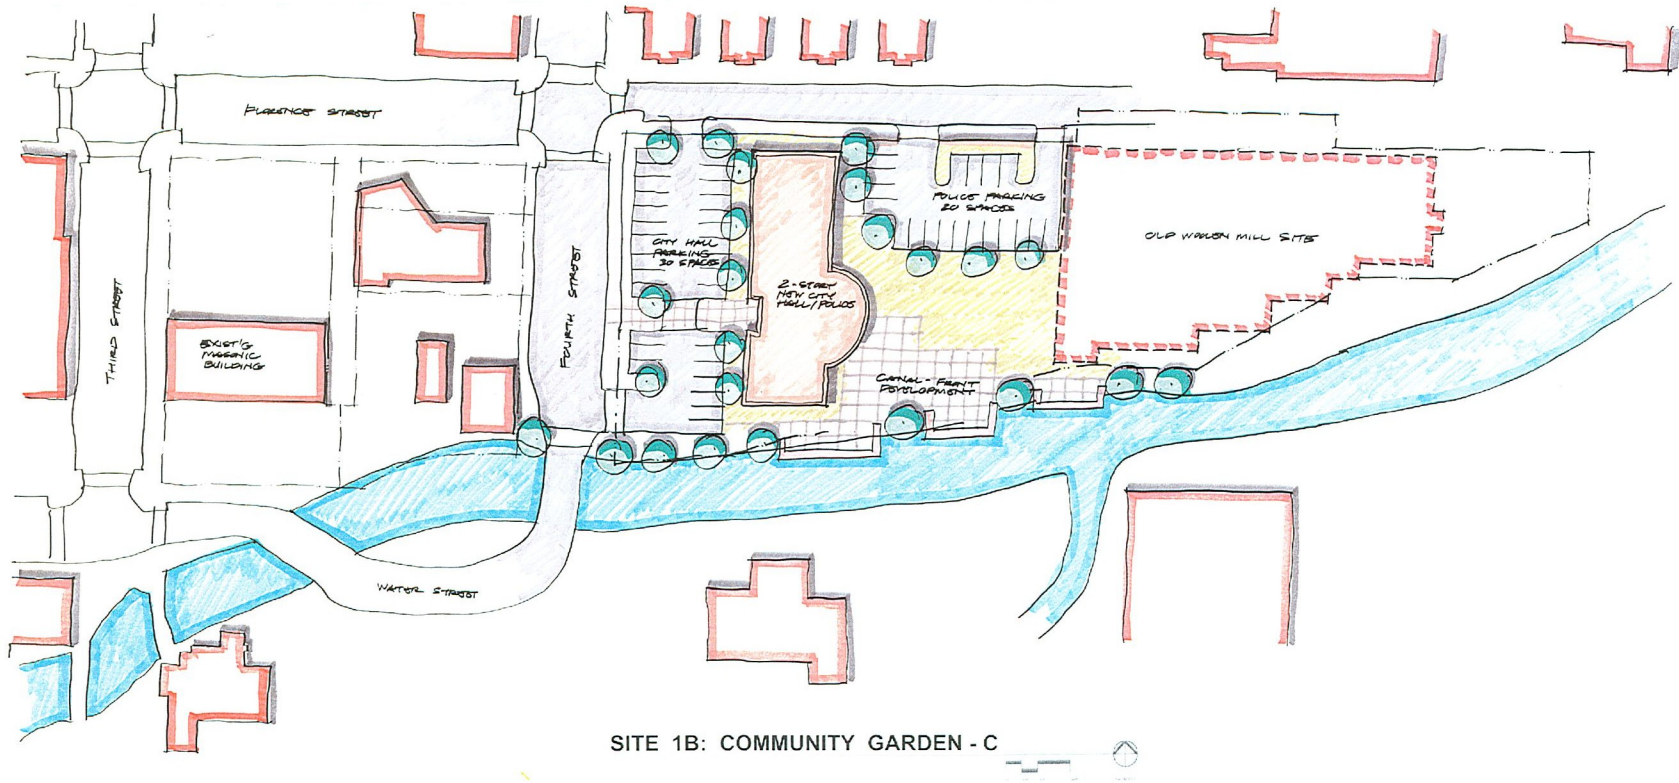 FLORENCE STREET
THIRD STREET
EXIST'G
MASONIC
BUILDING
FOURTH STREET
CITY HALL
PARKING
30 SPACES
2-STORY
NEW CITY
HALL/POLICE
POLICE PARKING
20 SPACES
OLD WOOLEN MILL SITE
CANAL-FRONT
DEVELOPMENT
WATER STREET
SITE 1B: COMMUNITY GARDEN - C